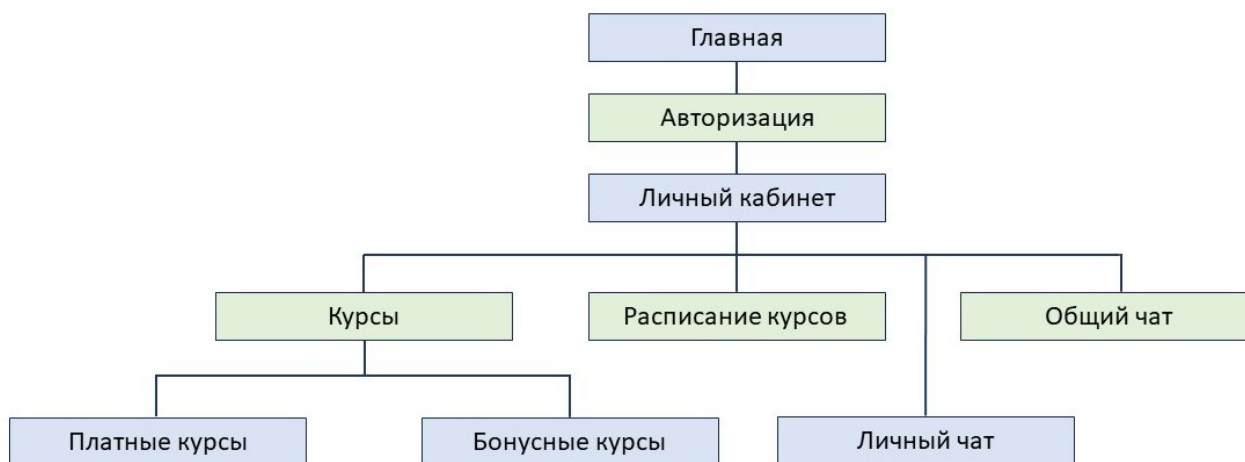 Главная
Авторизация
Личный кабинет
Курсы
Расписание курсов
Общий чат
Платные курсы
Бонусные курсы
Личный чат